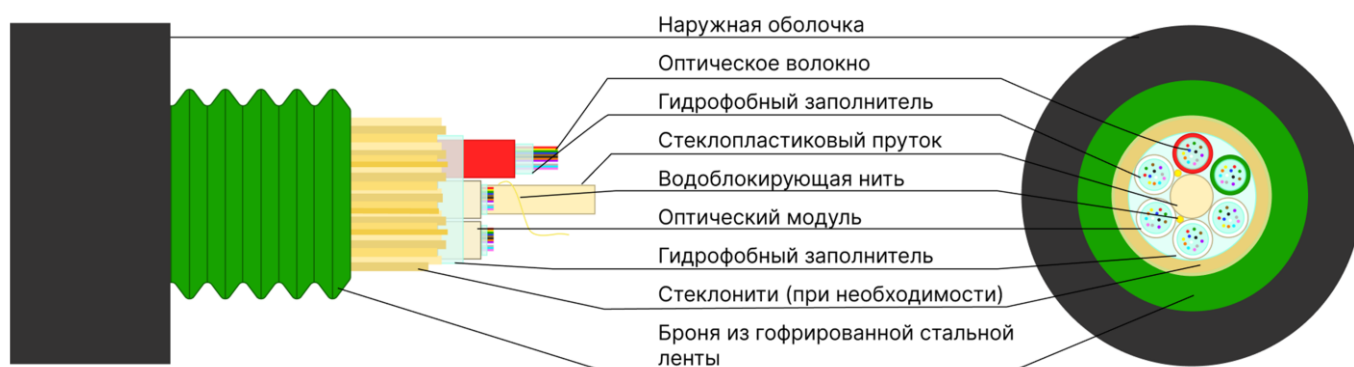 Наружная оболочка
Оптическое волокно
Гидрофобный заполнитель
Стеклопластиковый пруток
Водоблокирующая нить
Оптический модуль
Гидрофобный заполнитель
Стеклонити (при необходимости)
Броня из гофрированной стальной
ленты